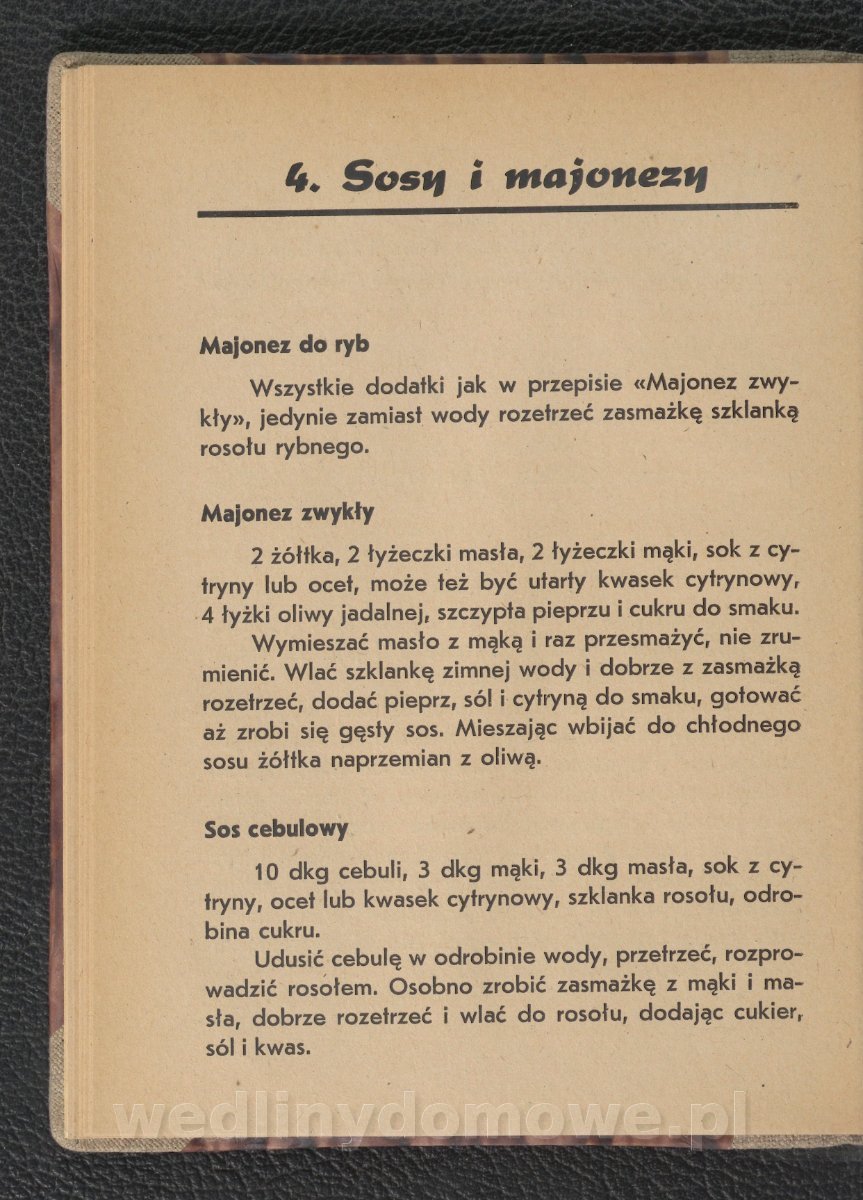 4. Sosy i majonezy
Majonez do ryb
Wszystkie dodatki jak w przepisie «Majonez zwy-
kły», jedynie zamiast wody rozetrzeć zasmażkę szklanką
rosołu rybnego.
Majonez zwykły
2 żółtka, 2 łyżeczki masła, 2 łyżeczki mąki, sok z cy-
tryny lub ocet, może też być utarty kwasek cytrynowy,
4 łyżki oliwy jadalnej, szczypta pieprzu i cukru do smaku.
Wymieszać masło z mąką i raz przesmażyć, nie zru-
mienić. Wlać szklankę zimnej wody i dobrze z zasmażką
rozetrzeć, dodać pieprz, sól i cytryną do smaku, gotować
aż zrobi się gęsty sos. Mieszając wbijać do chłodnego
sosu żółtka naprzemian z oliwą.
Sos cebulowy
10 dkg cebuli, 3 dkg mąki, 3 dkg masła, sok z cy-
tryny, ocet lub kwasek cytrynowy, szklanka rosołu, odro-
bina cukru.
Udusić cebulę w odrobinie wody, przetrzeć, rozpro-
wadzić rosołem. Osobno zrobić zasmażkę z mąki i ma-
sła, dobrze rozetrzeć i wlać do rosołu, dodając cukier,
sól i kwas.
wedlinydomowe.pl